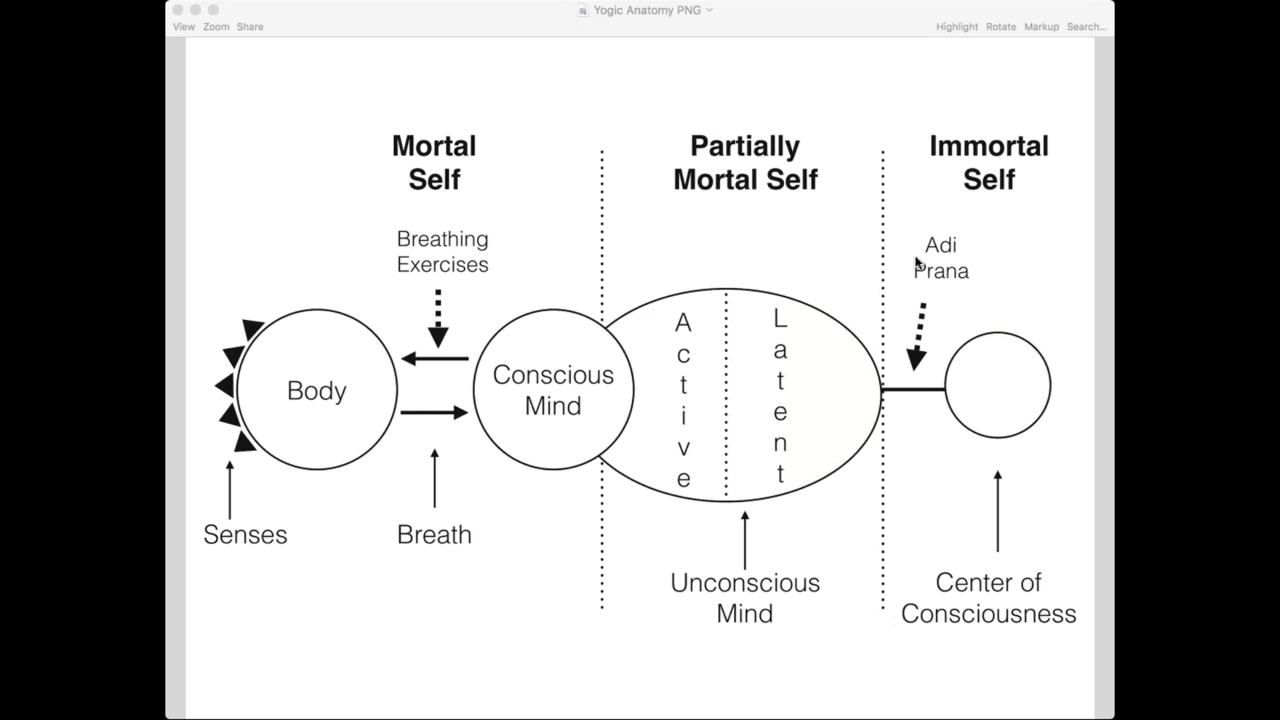 Yogic Anatomy PNG
View Zoom Share
Highlight Rotate Markup Search...
Mortal
Self
Partially
Mortal Self
Immortal
Self
Breathing
Exercises
Adi
Prana
Body
Conscious
Mind
Active
Latent
Senses
Breath
Unconscious
Mind
Center of
Consciousness